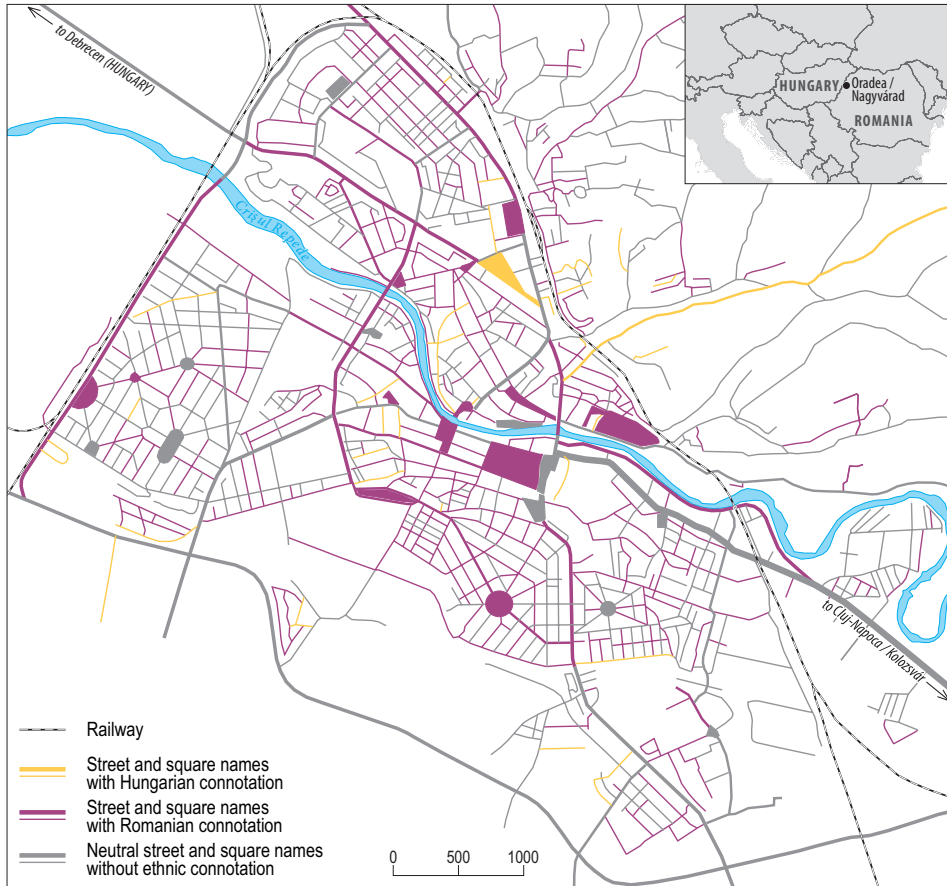 to Debrecen (HUNGARY)
HUNGARY
Oradea /
Nagyvárad
ROMANIA
Crişul Repede
to Cluj-Napoca / Kolozsvár
Railway
Street and square names
with Hungarian connotation
Street and square names
with Romanian connotation
Neutral street and square names
without ethnic connotation
0 500 1000